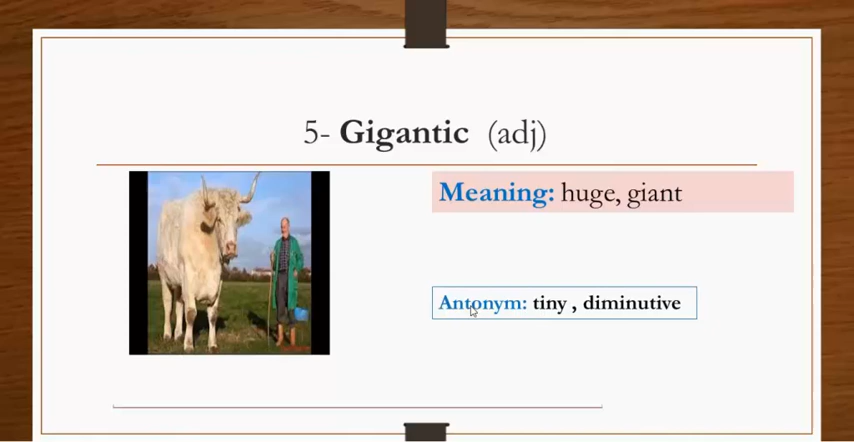 5- Gigantic (adj)
Meaning: huge, giant
Antonym: tiny , diminutive